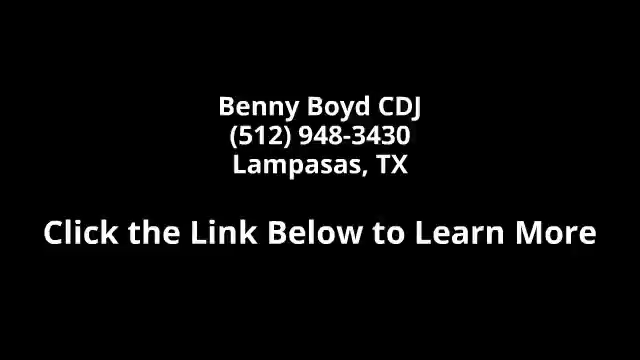 Benny Boyd CDJ
(512) 948-3430
Lampasas, TX
Click the Link Below to Learn More